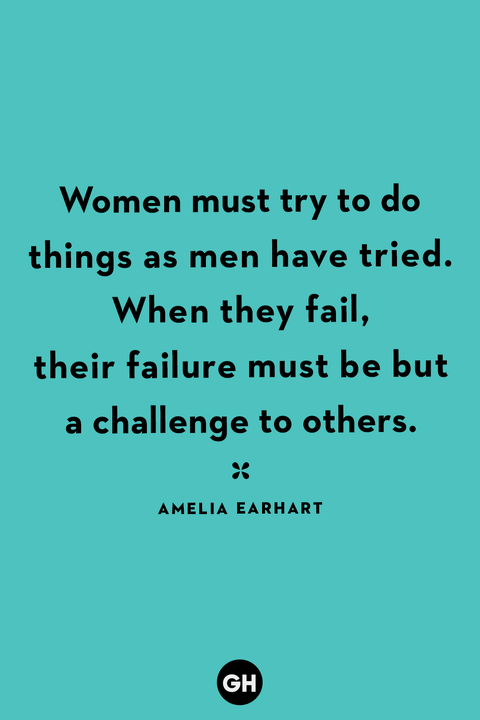 Women must try to do
things as men have tried.
When they fail,
their failure must be but
a challenge to others.
AMELIA EARHART
GH